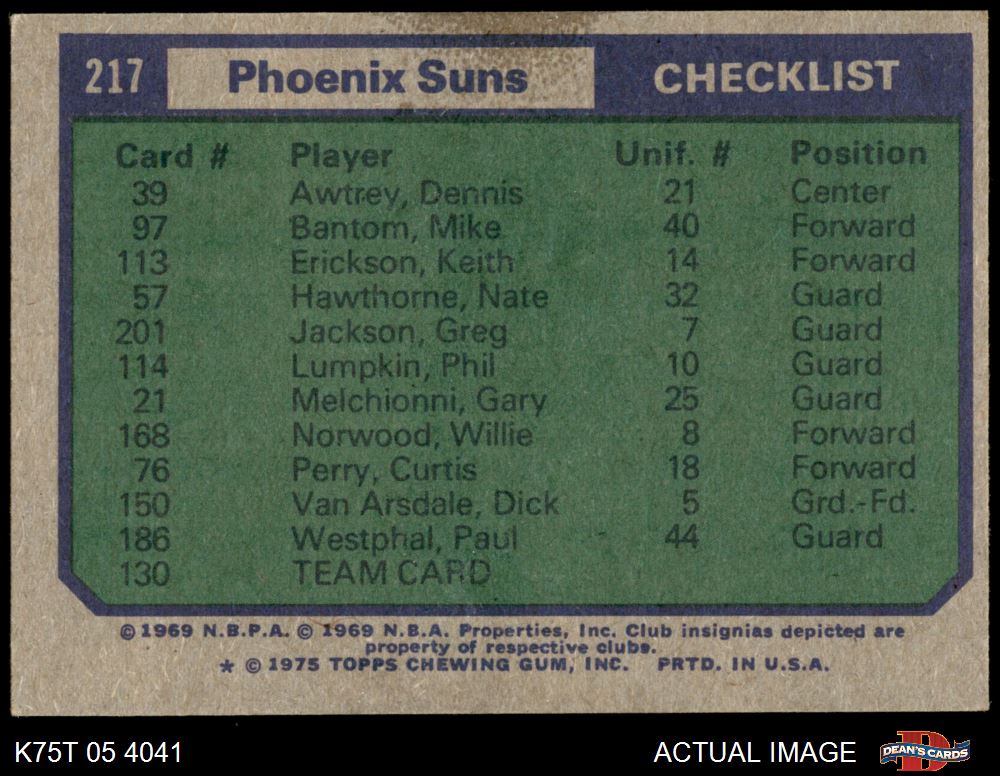 217 Phoenix Suns CHECKLIST
Card # Player Unif. # Position
39 Awtrey, Dennis 21 Center
97 Bantom, Mike 40 Forward
113 Erickson, Keith 14 Forward
57 Hawthorne, Nate 32 Guard
201 Jackson, Greg 7 Guard
114 Lumpkin, Phil 10 Guard
21 Melchionni, Gary 25 Guard
168 Norwood, Willie 8 Forward
76 Perry, Curtis 18 Forward
150 Van Arsdale, Dick 5 Grd.-Fd.
186 Westphal, Paul 44 Guard
130 TEAM CARD
© 1969 N.B.P.A. © 1969 N.B.A. Properties, Inc. Club insignias depicted are
property of respective clubs.
* © 1975 TOPPS CHEWING GUM, INC. PRTD. IN U.S.A.
K75T 05 4041 ACTUAL IMAGE D DEAN'S CARDS